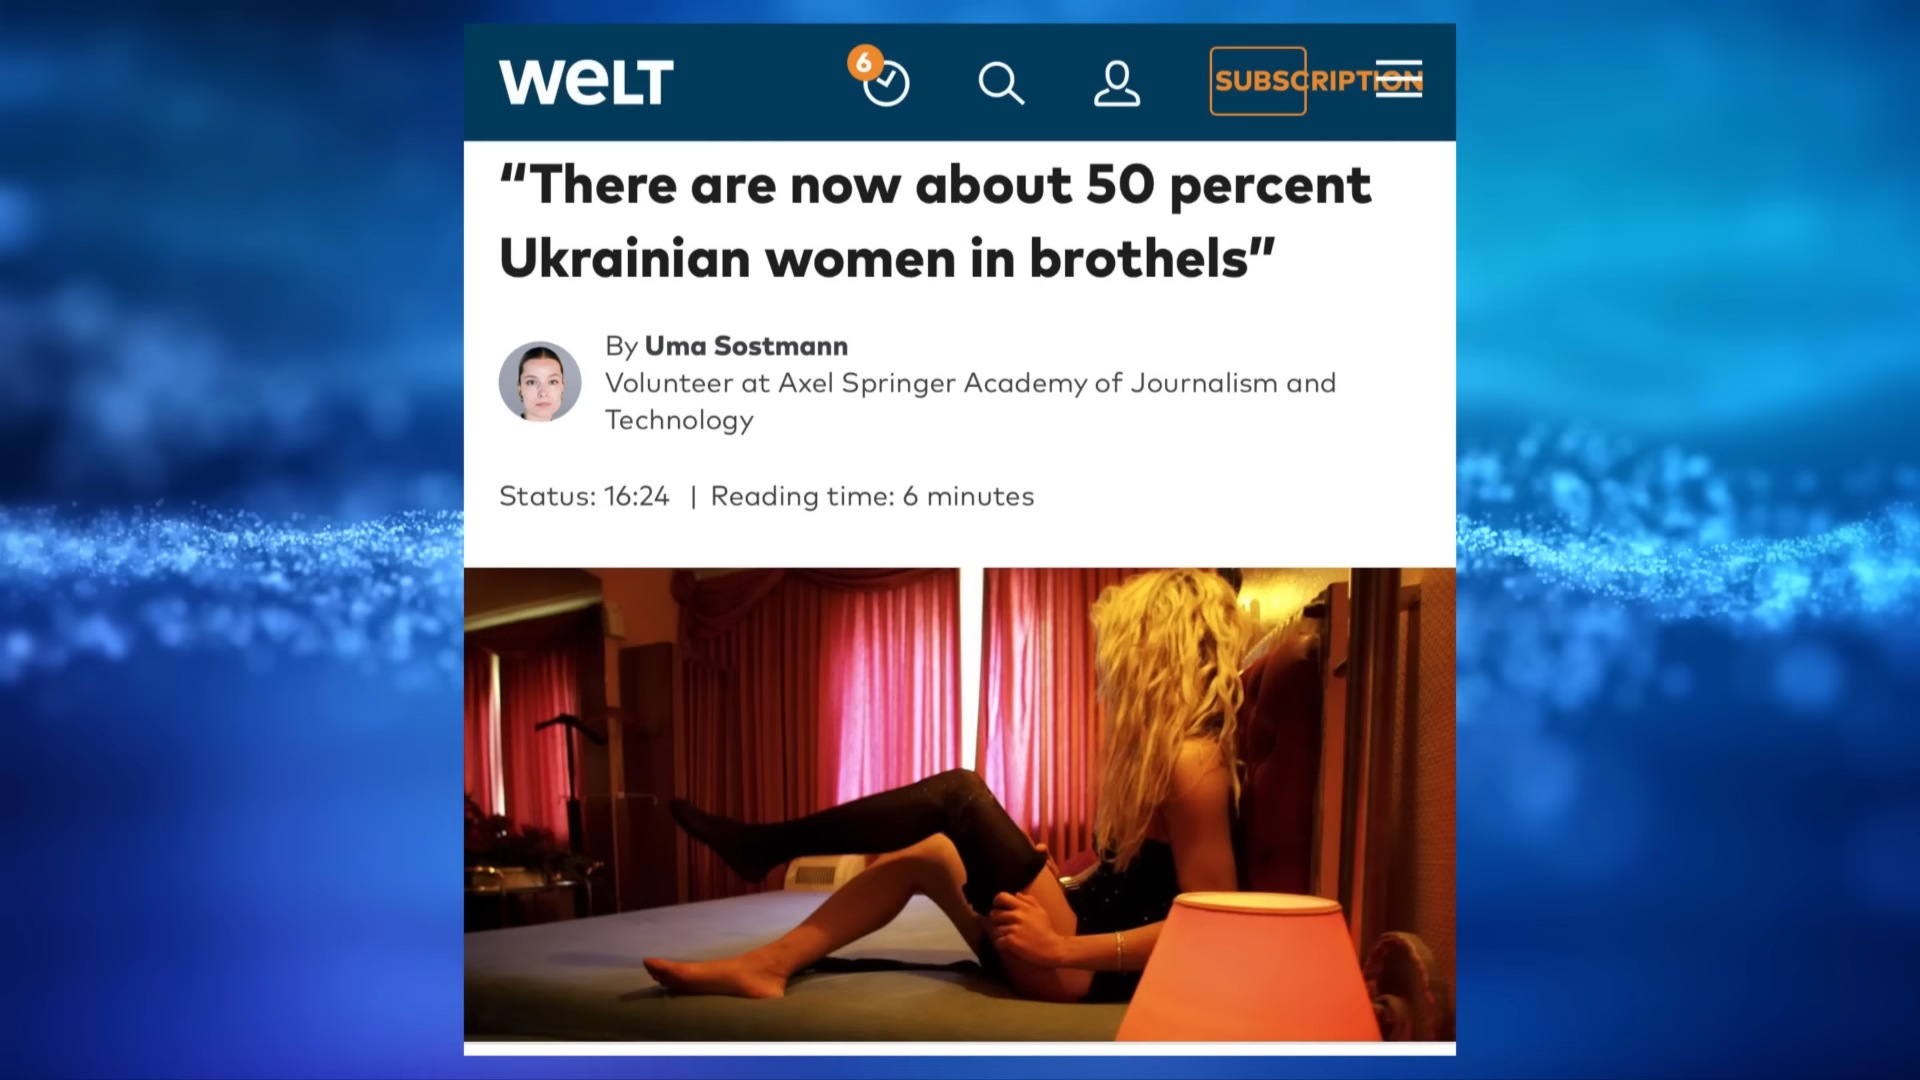 WELT
6
SUBSCRIPTION
“There are now about 50 percent
Ukrainian women in brothels”
By Uma Sostmann
Volunteer at Axel Springer Academy of Journalism and
Technology
Status: 16:24 | Reading time: 6 minutes